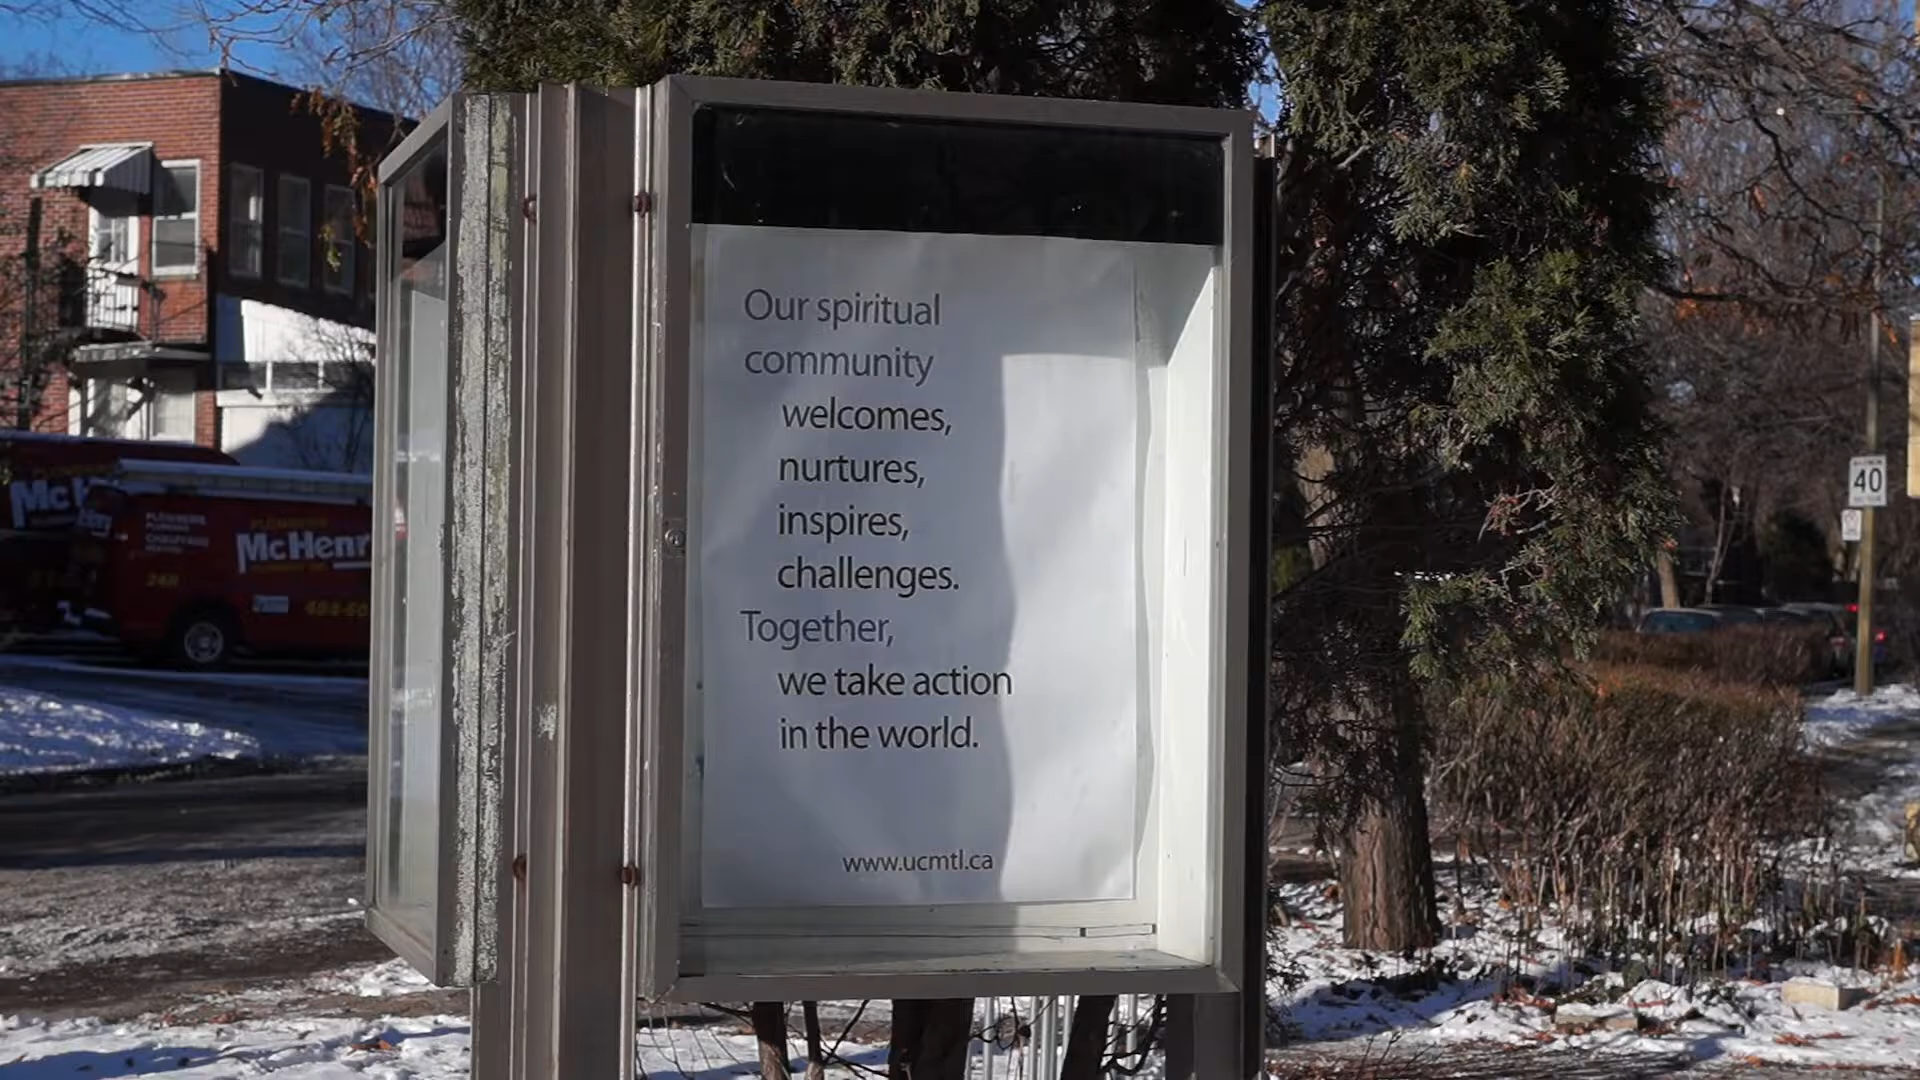 Our spiritual
community
welcomes,
nurtures,
inspires,
challenges.
Together,
we take action
in the world.
www.ucmtl.ca
McHenr
24H
40